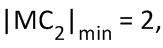 |MC₂|ₘᵢₙ = 2,